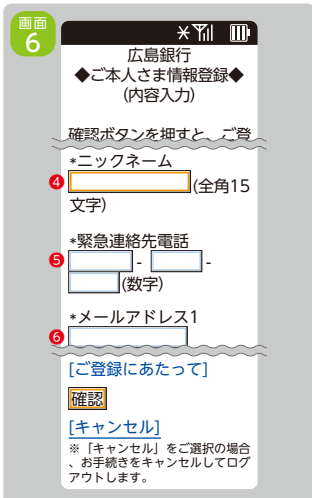 画面
6
広島銀行
◆ご本人さま情報登録◆
(内容入力)
確認ボタンを押すと、ご登
*ニックネーム
4 (全角15
文字)
*緊急連絡先電話
5 - -
(数字)
*メールアドレス1
6
[ご登録にあたって]
確認
[キャンセル]
※「キャンセル」をご選択の場合
、お手続きをキャンセルしてログ
アウトします。